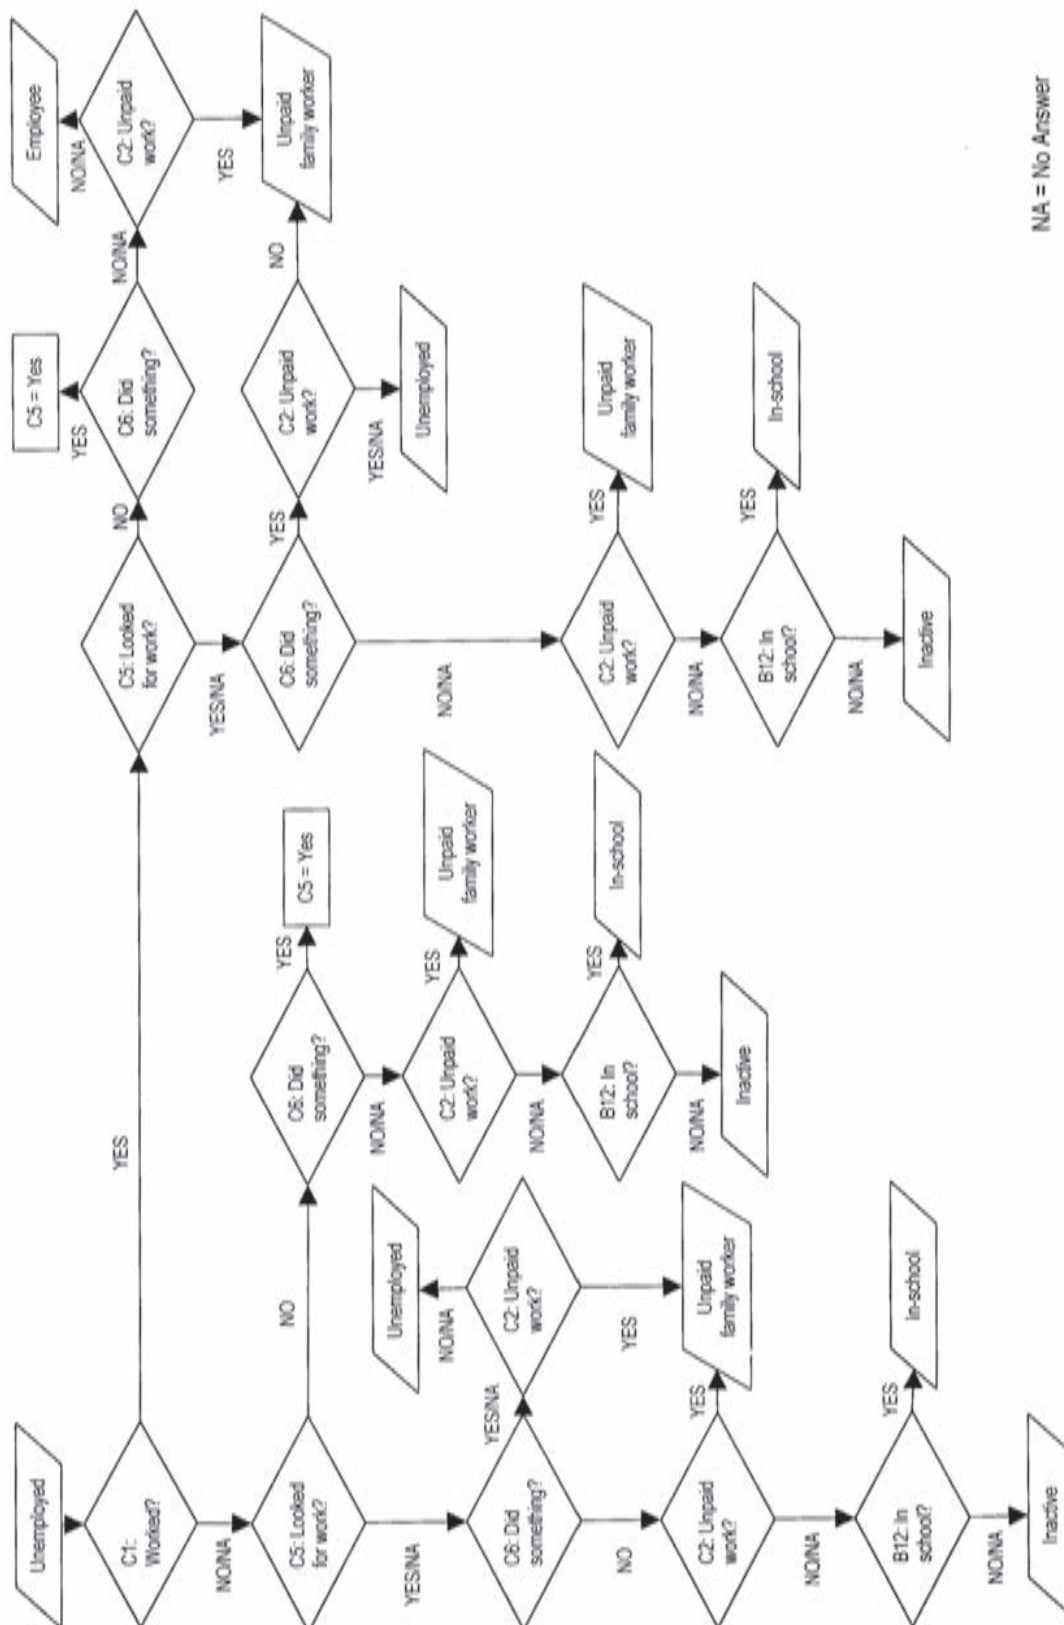 Unemployed
C1:
Worked?
YES
NO/NA
C5: Looked
for work?
NO
YES/NA
C6: Did
something?
YES/NA
NO
C2: Unpaid
work?
NO/NA
Unemployed
YES
C2: Unpaid
work?
YES
Unpaid
family worker
NO/NA
B12: In
school?
YES
In-school
NO/NA
Inactive
C6: Did
something?
YES
C5 = Yes
NO/NA
C2: Unpaid
work?
YES
Unpaid
family worker
NO/NA
B12: In
school?
YES
In-school
NO/NA
Inactive
C5: Looked
for work?
NO
YES/NA
C6: Did
something?
YES
C5 = Yes
NO/NA
C2: Unpaid
work?
NO/NA
Employee
YES
Unpaid
family worker
C6: Did
something?
YES
NO/NA
C2: Unpaid
work?
NO
YES/NA
Unemployed
C2: Unpaid
work?
YES
Unpaid
family worker
NO/NA
B12: In
school?
YES
In-school
NO/NA
Inactive
NA = No Answer